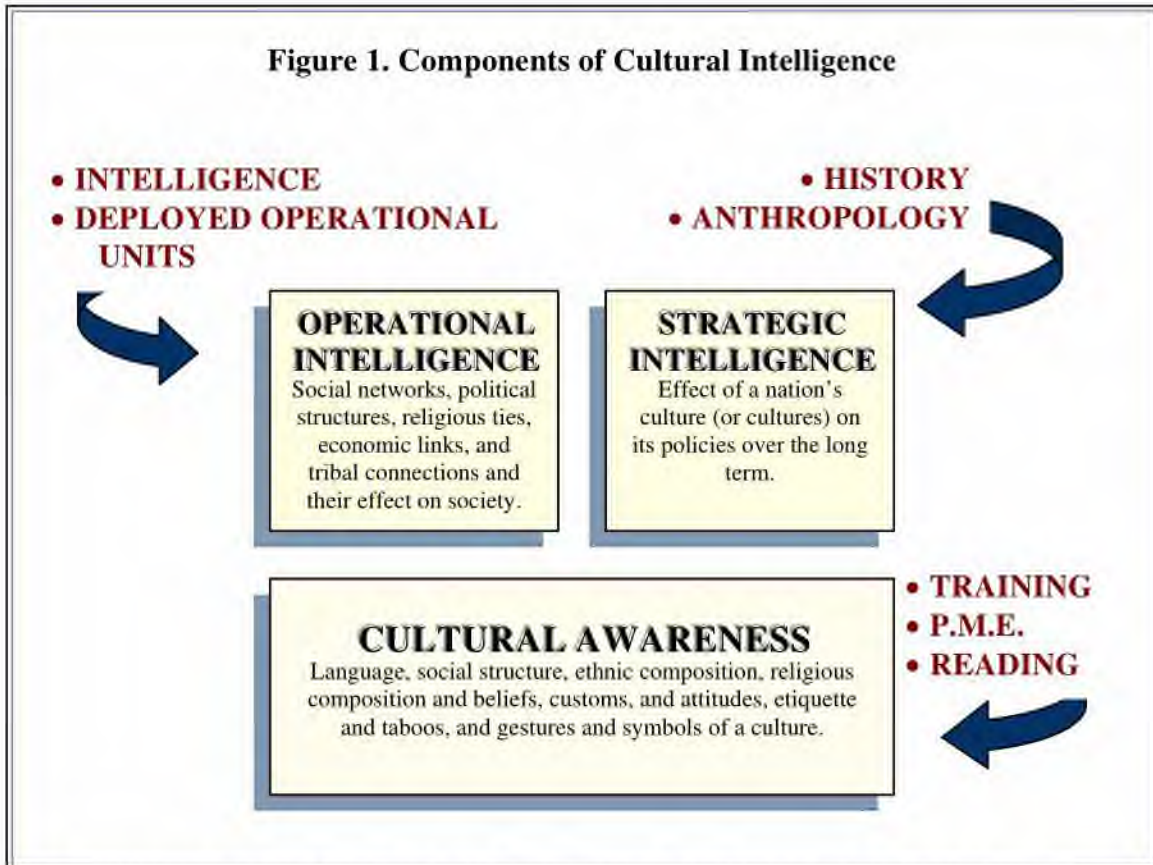 Figure 1. Components of Cultural Intelligence
• INTELLIGENCE
• DEPLOYED OPERATIONAL
UNITS
• HISTORY
• ANTHROPOLOGY
OPERATIONAL
INTELLIGENCE
Social networks, political
structures, religious ties,
economic links, and
tribal connections and
their effect on society.
STRATEGIC
INTELLIGENCE
Effect of a nation's
culture (or cultures) on
its policies over the long
term.
CULTURAL AWARENESS
Language, social structure, ethnic composition, religious
composition and beliefs, customs, and attitudes, etiquette
and taboos, and gestures and symbols of a culture.
• TRAINING
• P.M.E.
• READING